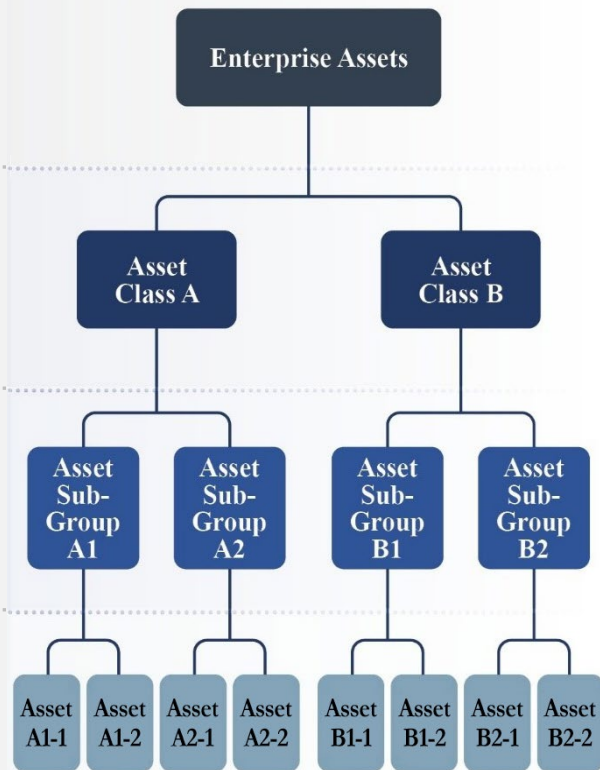 Enterprise Assets
Asset
Class A
Asset
Class B
Asset
Sub-
Group
A1
Asset
Sub-
Group
A2
Asset
Sub-
Group
B1
Asset
Sub-
Group
B2
Asset
A1-1
Asset
A1-2
Asset
A2-1
Asset
A2-2
Asset
B1-1
Asset
B1-2
Asset
B2-1
Asset
B2-2